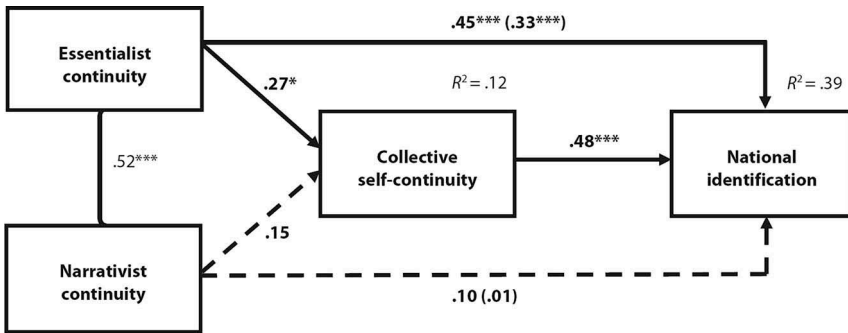 .45*** (.33***)
Essentialist
continuity
.27*
R² = .12
R² = .39
.52***
Collective
self-continuity
.48***
National
identification
.15
Narrativist
continuity
.10 (.01)